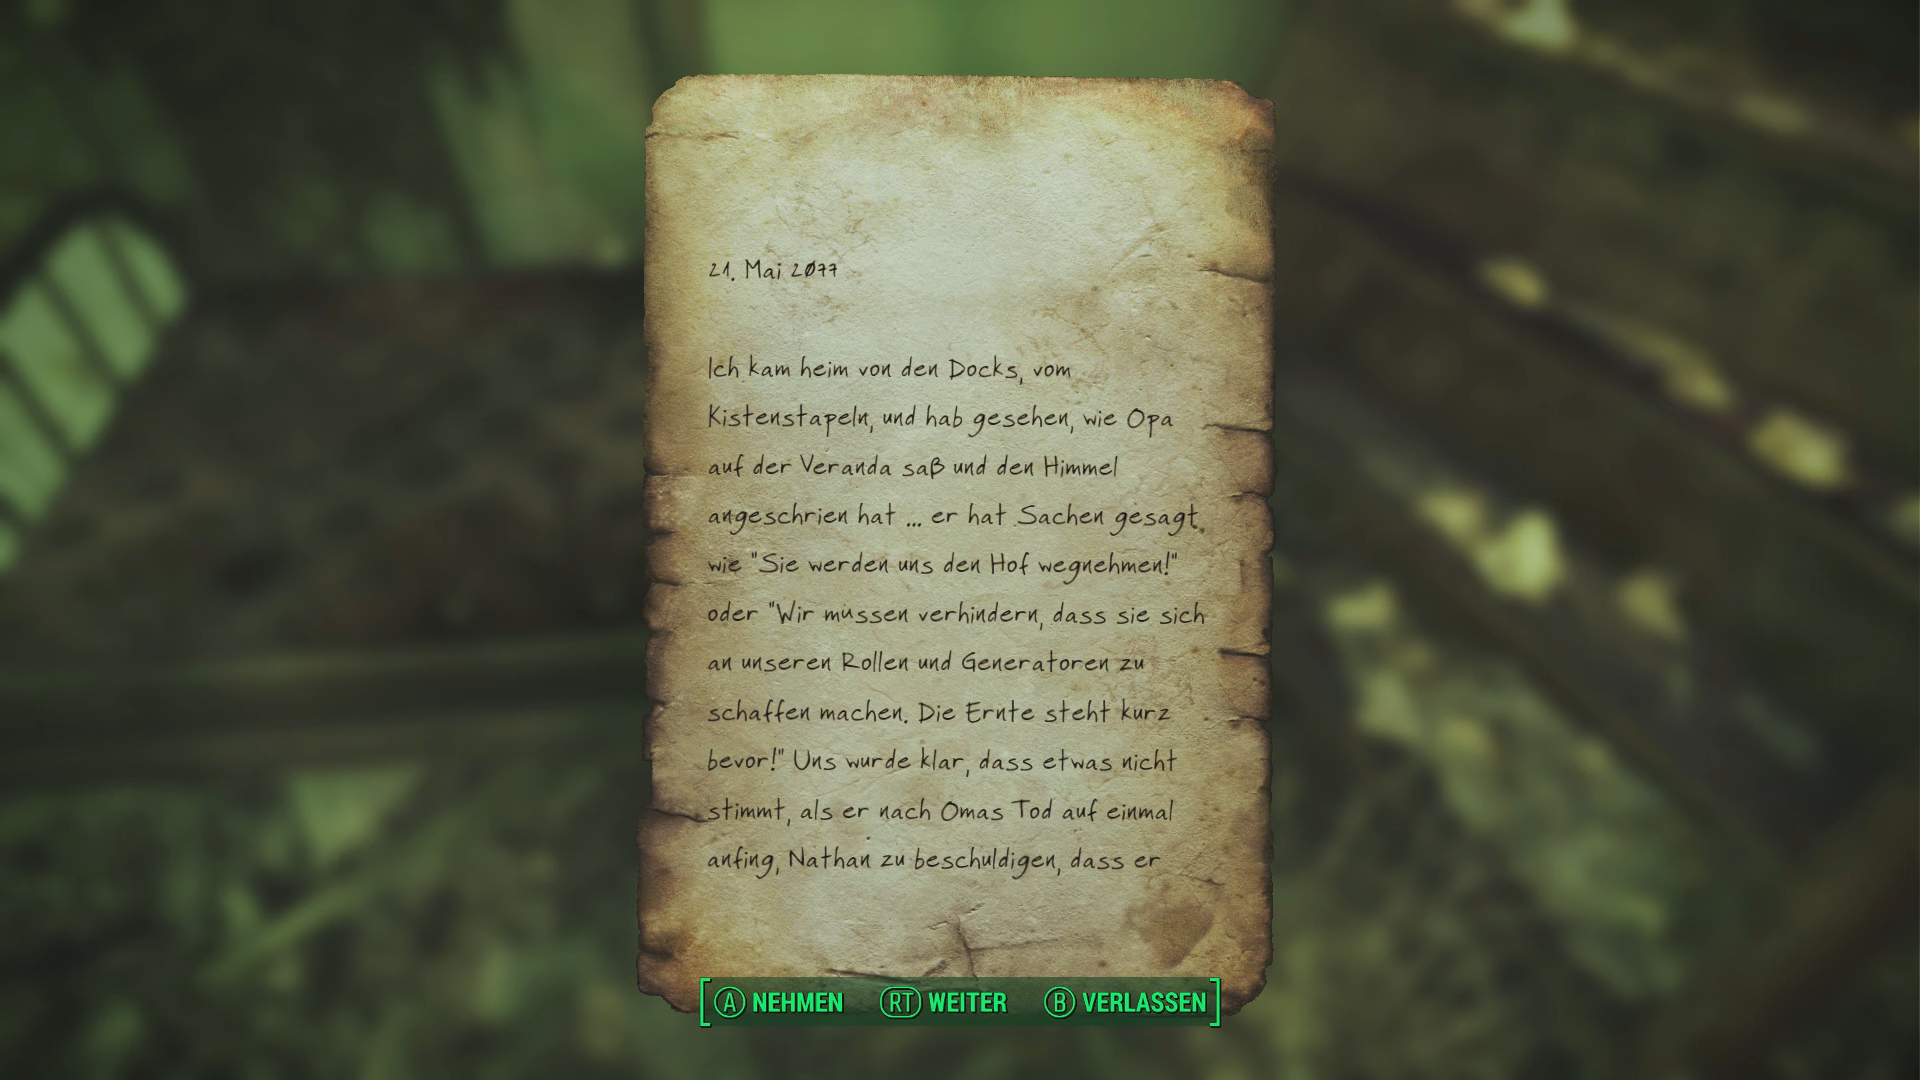 21. Mai 2077
Ich kam heim von den Docks, vom
Kistenstapeln, und hab gesehen, wie Opa
auf der Veranda saß und den Himmel
angeschrien hat ... er hat Sachen gesagt,
wie "Sie werden uns den Hof wegnehmen!"
oder "Wir müssen verhindern, dass sie sich
an unseren Rollen und Generatoren zu
schaffen machen. Die Ernte steht kurz
bevor!" Uns wurde klar, dass etwas nicht
stimmt, als er nach Omas Tod auf einmal
anfing, Nathan zu beschuldigen, dass er
A NEHMEN RT WEITER B VERLASSEN